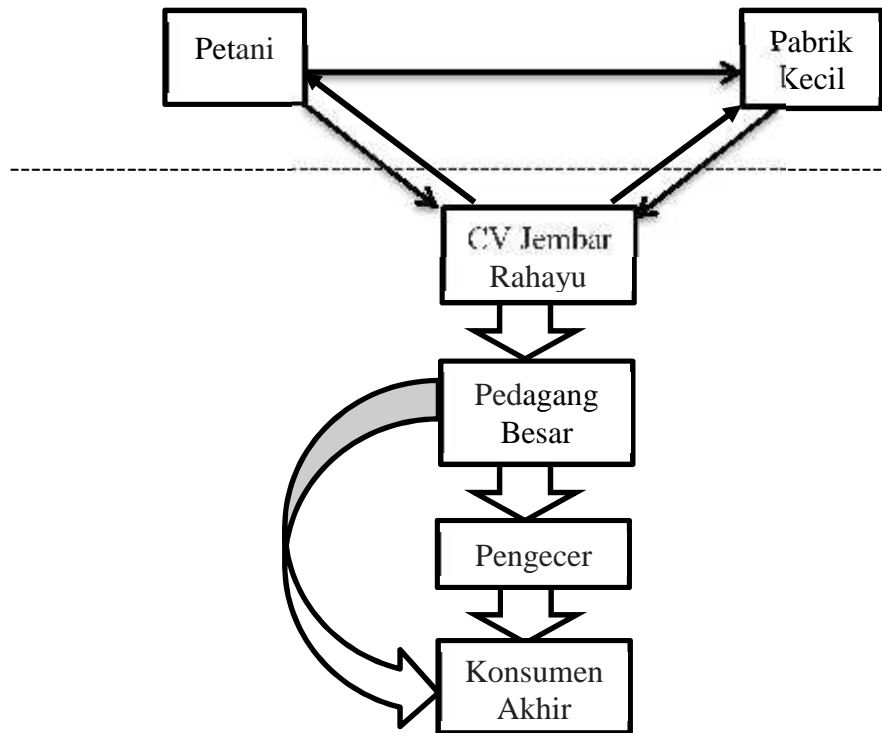 Petani
Pabrik
Kecil
CV Jembar
Rahayu
Pedagang
Besar
Pengecer
Konsumen
Akhir